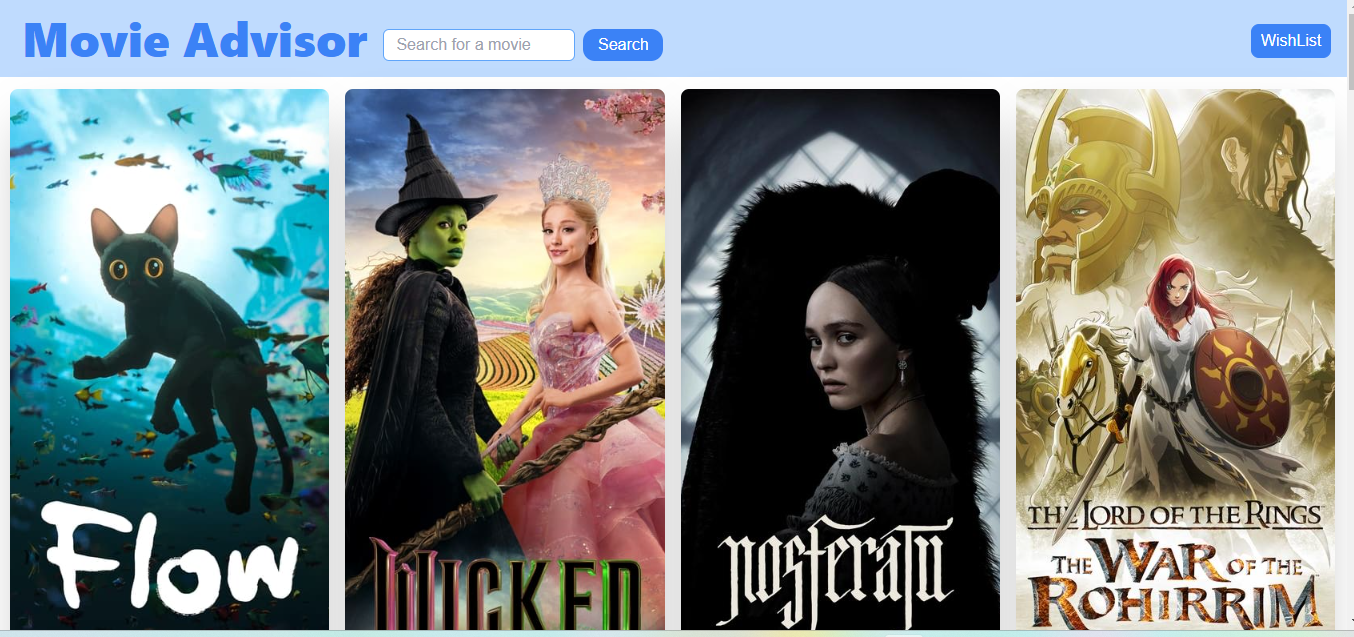 Movie Advisor
Search for a movie
Search
WishList
Flow
WICKED
nosferatu
THE LORD OF THE RINGS
THE WAR OF THE
ROHIRRIM